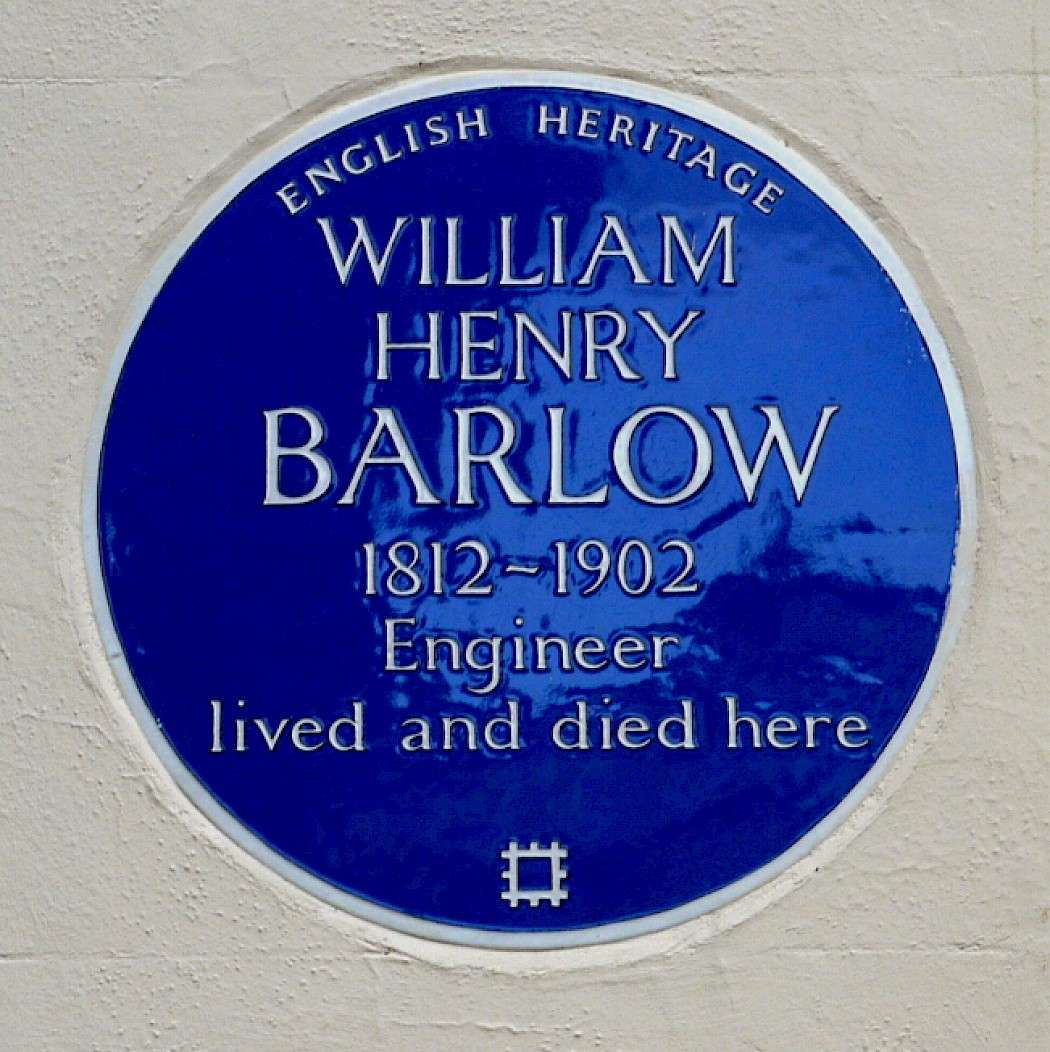 ENGLISH HERITAGE
WILLIAM
HENRY
BARLOW
1812~1902
Engineer
lived and died here